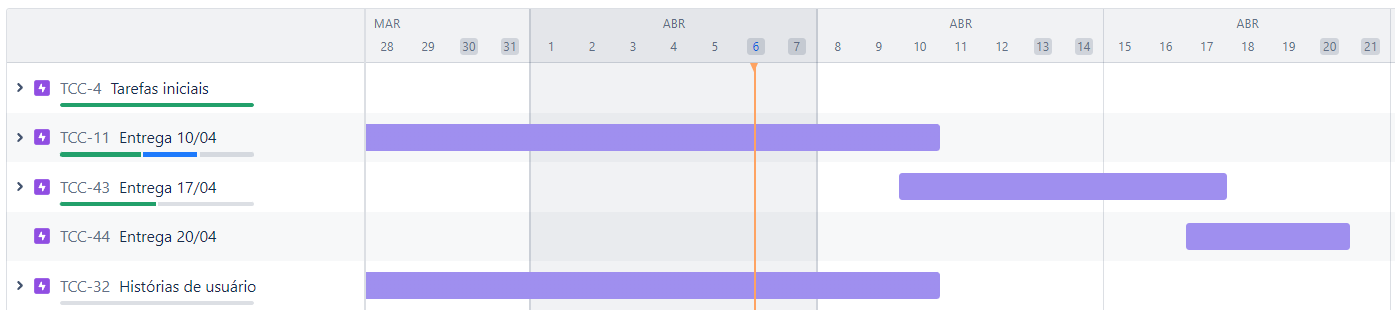 MAR ABR ABR ABR
28 29 30 31 1 2 3 4 5 6 7 8 9 10 11 12 13 14 15 16 17 18 19 20 21
TCC-4 Tarefas iniciais
TCC-11 Entrega 10/04
TCC-43 Entrega 17/04
TCC-44 Entrega 20/04
TCC-32 Histórias de usuário